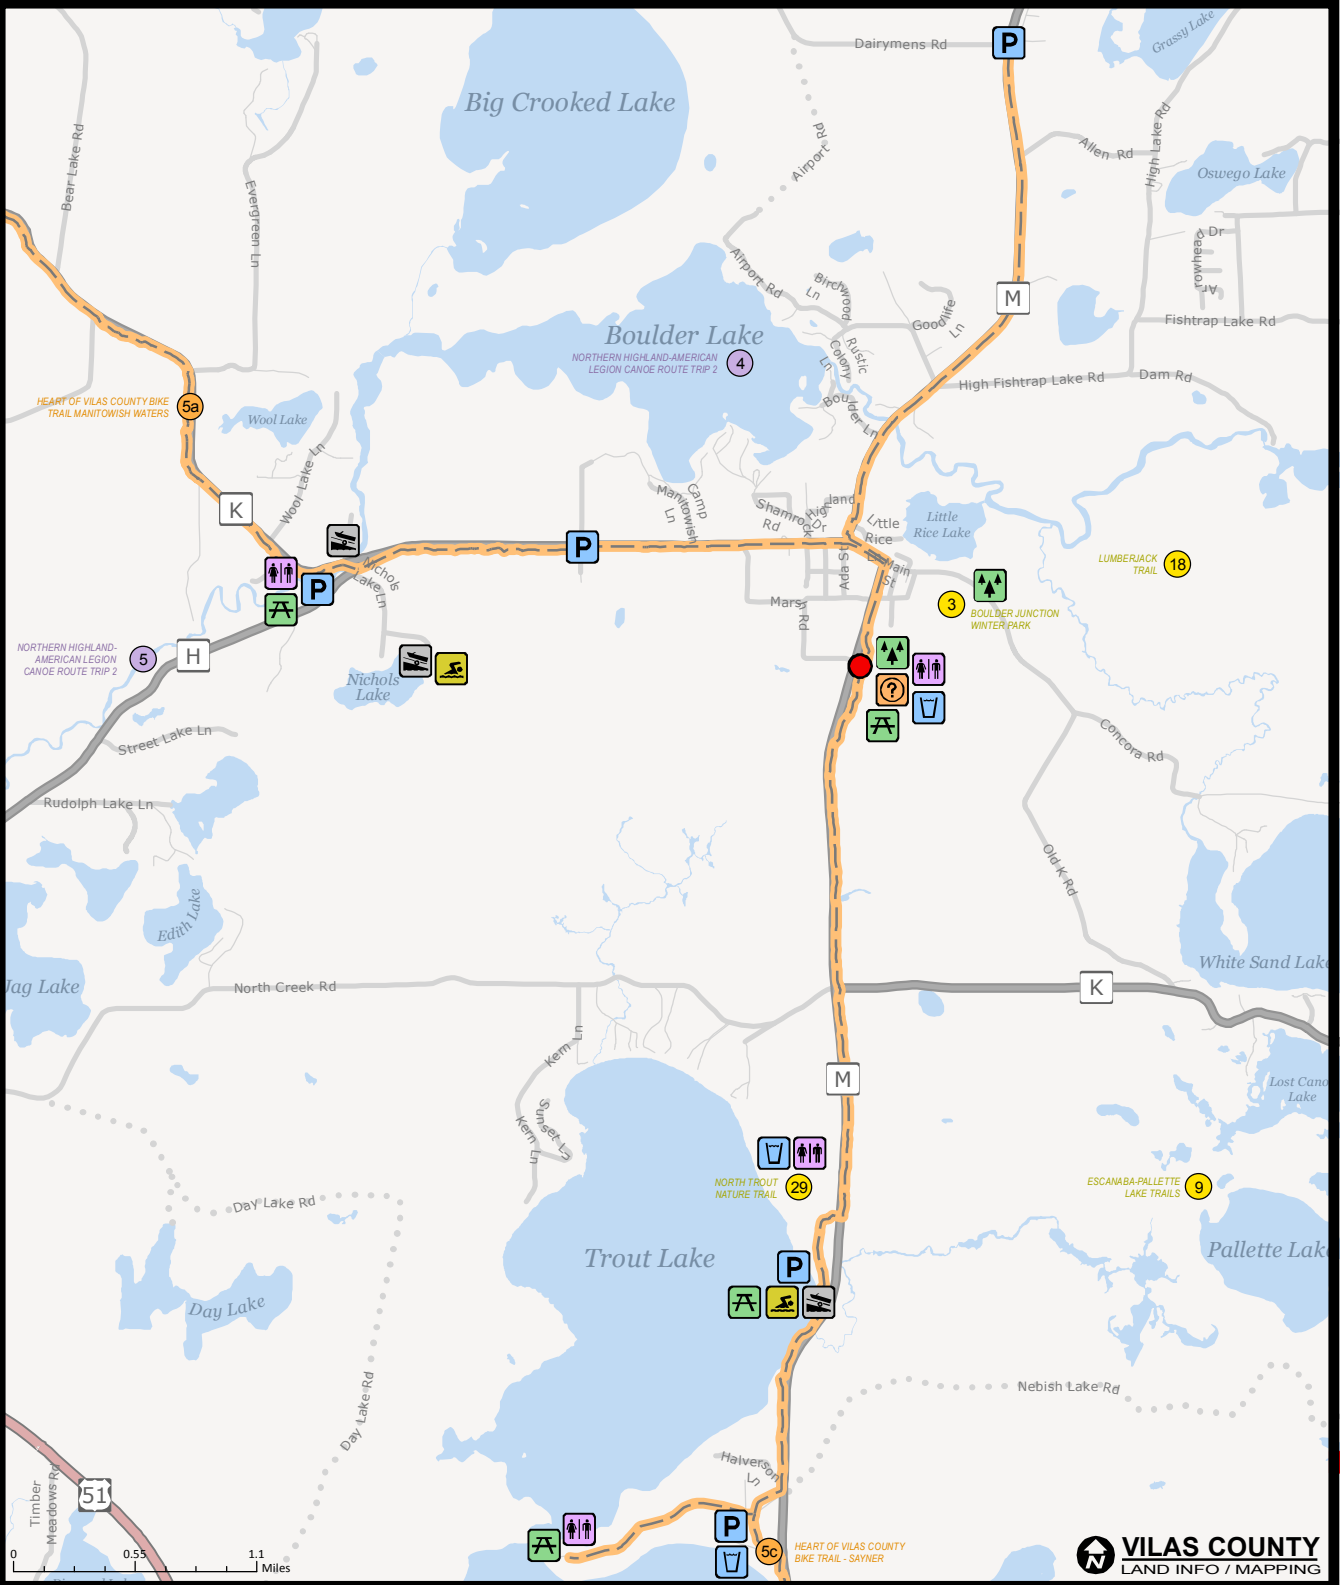 Dairymens Rd
P
Grassy Lake
Big Crooked Lake
Bear Lake Rd
Airport Rd
Allen Rd
High Lake Rd
Oswego Lake
Evergreen Ln
Arrowhead Dr
Airport Rd
Birchwood Ln
M
Goodlife Ln
Fishtrap Lake Rd
Boulder Lake
NORTHERN HIGHLAND-AMERICAN
LEGION CANOE ROUTE TRIP 2
4
Rustic
Colony
Ln
High Fishtrap Lake Rd
Dam Rd
HEART OF VILAS COUNTY BIKE
TRAIL MANITOWISH WATERS
5a
Wool Lake
Boulder Ln
Wool Lake Ln
K
Camp
Manitowish
Ln
Shamrock
Rd
Highland
Dr
Little
Rice
Ln
Little
Rice Lake
P
Main
St
Ada St
LUMBERJACK
TRAIL
18
P
Nichols
Lake Ln
Marsh Rd
3
BOULDER JUNCTION
WINTER PARK
NORTHERN HIGHLAND-
AMERICAN LEGION
CANOE ROUTE TRIP 2
5
H
Nichols
Lake
?
Street Lake Ln
Concora Rd
Rudolph Lake Ln
Old K Rd
Edith Lake
White Sand Lake
Jag Lake
North Creek Rd
K
Kern Ln
M
Lost Cano
Lake
Sunset Ln
Kern Ln
NORTH TROUT
NATURE TRAIL
29
ESCANABA-PALLETTE
LAKE TRAILS
9
Day Lake Rd
Trout Lake
P
Pallette Lake
Day Lake
Day Lake Rd
Nebish Lake Rd
Halverson
Ln
51
Timber
Meadows Rd
P
5c
HEART OF VILAS COUNTY
BIKE TRAIL - SAYNER
0 0.55 1.1
Miles
N
VILAS COUNTY
LAND INFO / MAPPING